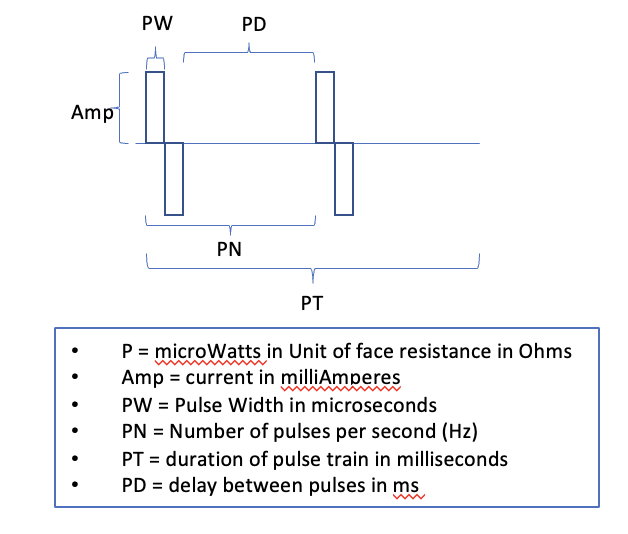 PW PD
Amp
PN
PT
• P = microWatts in Unit of face resistance in Ohms
• Amp = current in milliAmperes
• PW = Pulse Width in microseconds
• PN = Number of pulses per second (Hz)
• PT = duration of pulse train in milliseconds
• PD = delay between pulses in ms